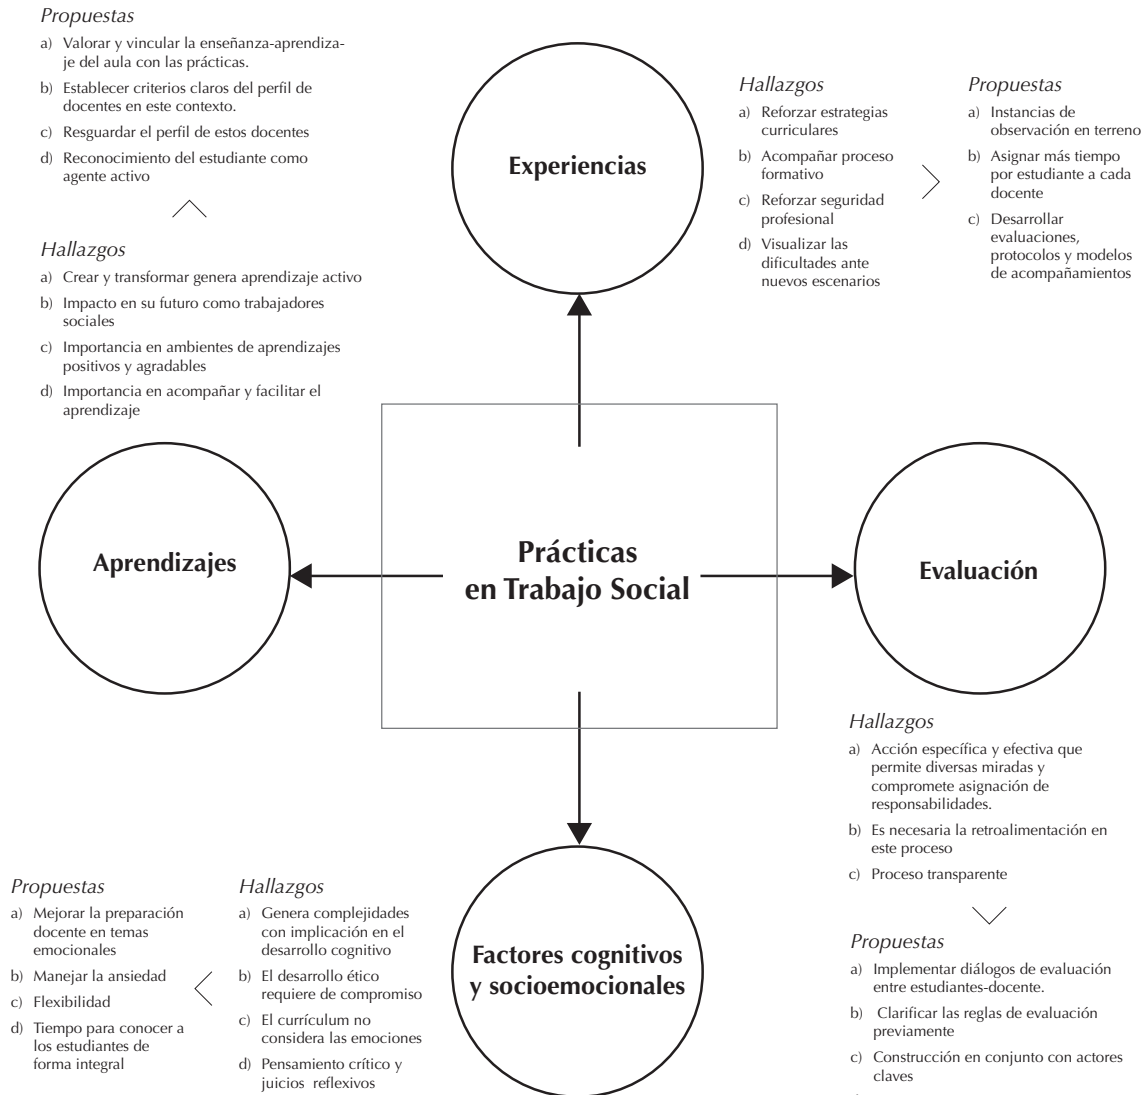 Propuestas
a) Valorar y vincular la enseñanza-aprendiza-
je del aula con las prácticas.
b) Establecer criterios claros del perfil de
docentes en este contexto.
c) Resguardar el perfil de estos docentes
d) Reconocimiento del estudiante como
agente activo
Hallazgos
a) Crear y transformar genera aprendizaje activo
b) Impacto en su futuro como trabajadores
sociales
c) Importancia en ambientes de aprendizajes
positivos y agradables
d) Importancia en acompañar y facilitar el
aprendizaje
Experiencias
Hallazgos
a) Reforzar estrategias
curriculares
b) Acompañar proceso
formativo
c) Reforzar seguridad
profesional
d) Visualizar las
dificultades ante
nuevos escenarios
Propuestas
a) Instancias de
observación en terreno
b) Asignar más tiempo
por estudiante a cada
docente
c) Desarrollar
evaluaciones,
protocolos y modelos
de acompañamientos
Aprendizajes
Prácticas
en Trabajo Social
Evaluación
Hallazgos
a) Acción específica y efectiva que
permite diversas miradas y
compromete asignación de
responsabilidades.
b) Es necesaria la retroalimentación en
este proceso
c) Proceso transparente
Propuestas
a) Implementar diálogos de evaluación
entre estudiantes-docente.
b) Clarificar las reglas de evaluación
previamente
c) Construcción en conjunto con actores
claves
Propuestas
a) Mejorar la preparación
docente en temas
emocionales
b) Manejar la ansiedad
c) Flexibilidad
d) Tiempo para conocer a
los estudiantes de
forma integral
Hallazgos
a) Genera complejidades
con implicación en el
desarrollo cognitivo
b) El desarrollo ético
requiere de compromiso
c) El currículum no
considera las emociones
d) Pensamiento crítico y
juicios reflexivos
Factores cognitivos
y socioemocionales